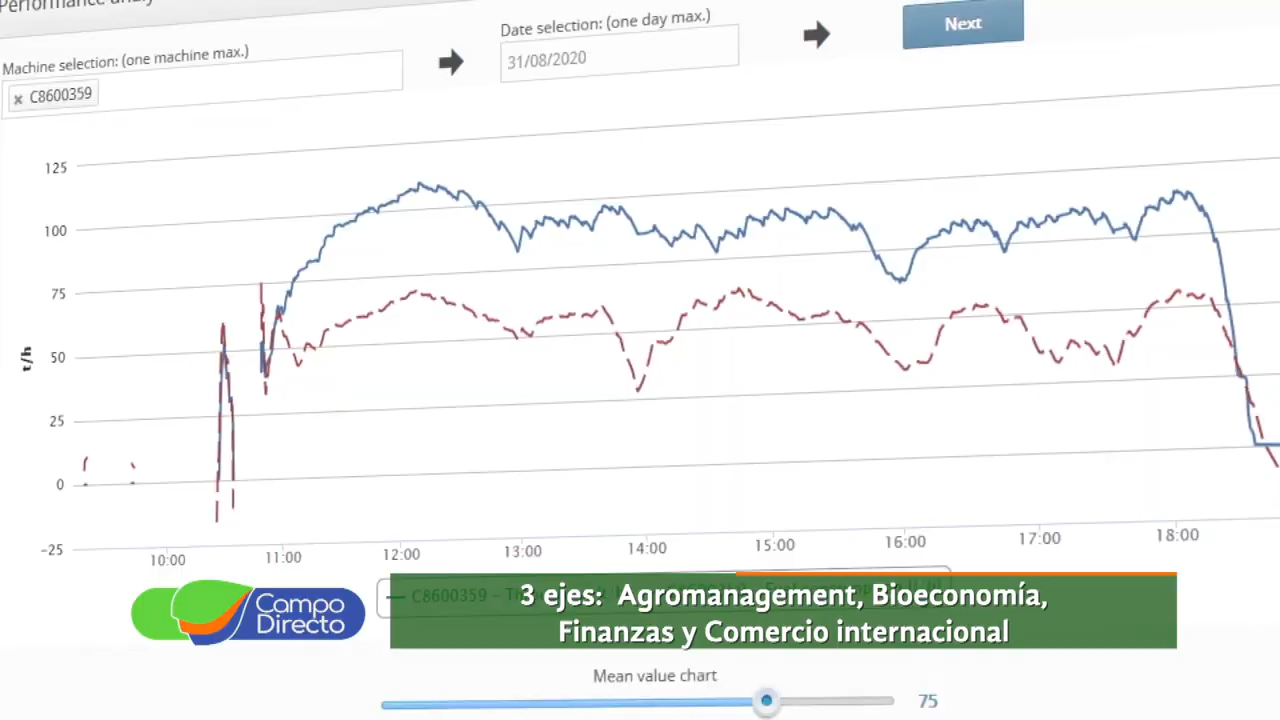 Performance
Machine selection: (one machine max.)
C8600359
Date selection: (one day max.)
31/08/2020
Next
125
100
75
50
25
0
-25
t/h
10:00
11:00
12:00
13:00
14:00
15:00
16:00
17:00
18:00
C8600359 –
Campo
Directo
3 ejes: Agromanagement, Bioeconomía,
Finanzas y Comercio internacional
Mean value chart
75